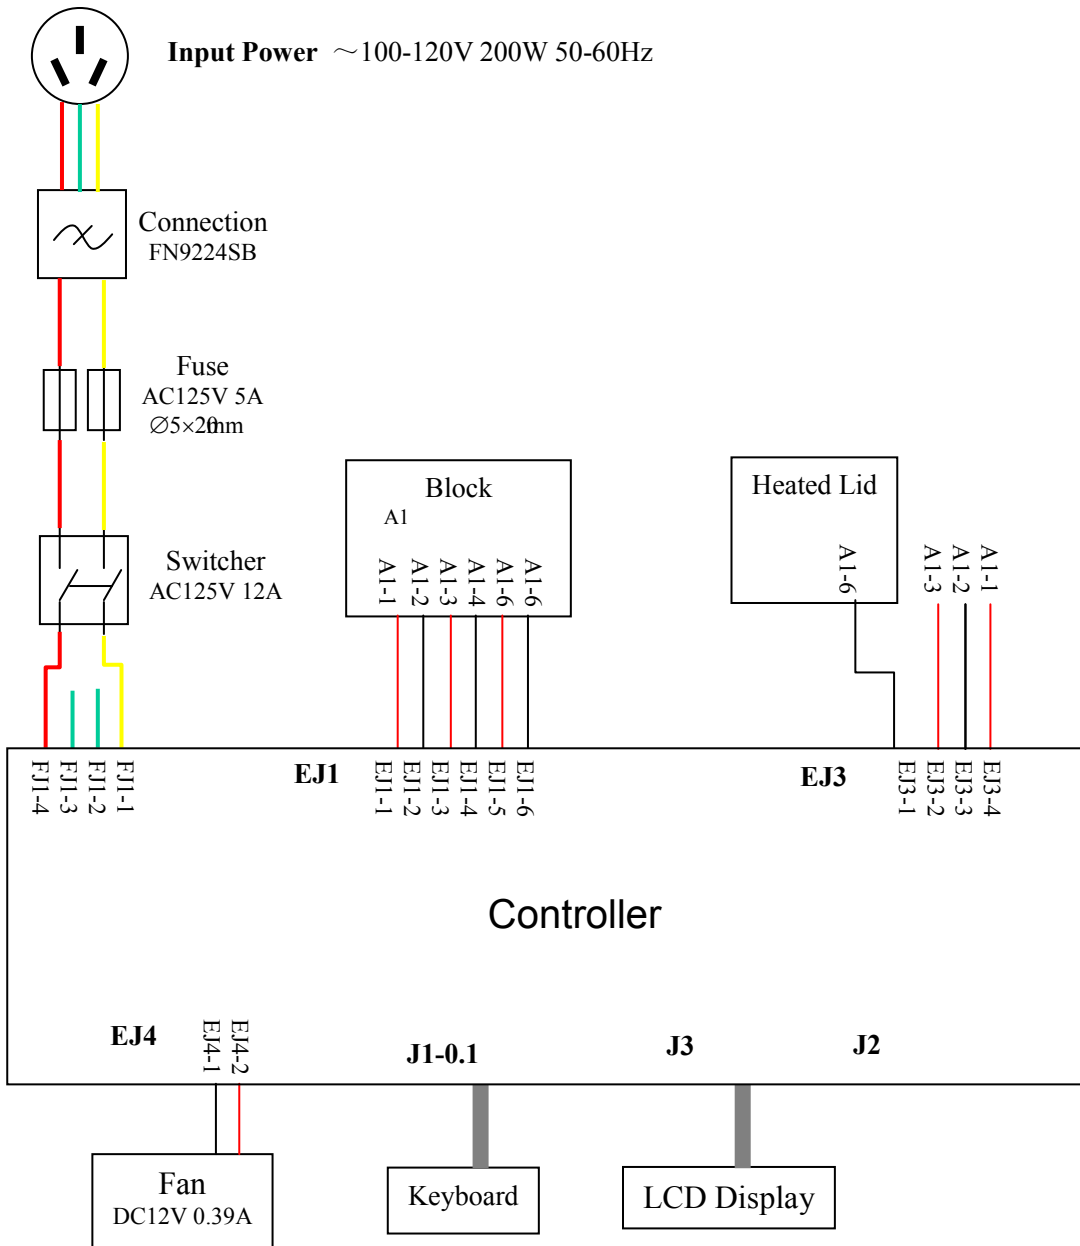 Input Power ～100-120V 200W 50-60Hz
Connection
FN9224SB
Fuse
AC125V 5A
∅5×20mm
Switcher
AC125V 12A
Block
A1
A1-1
A1-2
A1-3
A1-4
A1-6
A1-6
Heated Lid
A1-6
A1-3
A1-2
A1-1
FJ1-4
FJ1-3
FJ1-2
FJ1-1
EJ1
EJ1-1
EJ1-2
EJ1-3
EJ1-4
EJ1-5
EJ1-6
EJ3
EJ3-1
EJ3-2
EJ3-3
EJ3-4
Controller
EJ4
EJ4-1
EJ4-2
J1-0.1
J3
J2
Fan
DC12V 0.39A
Keyboard
LCD Display